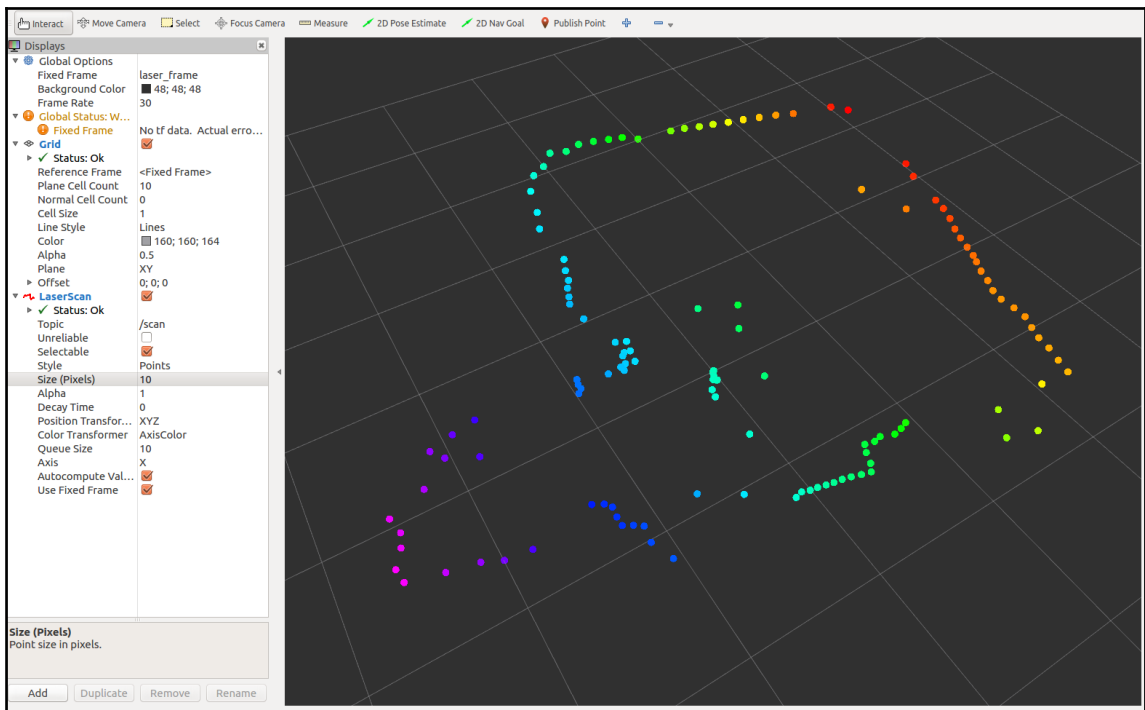 Interact Move Camera Select Focus Camera Measure 2D Pose Estimate 2D Nav Goal Publish Point
Displays
Global Options
Fixed Frame laser_frame
Background Color 48; 48; 48
Frame Rate 30
Global Status: W...
Fixed Frame No tf data. Actual erro...
Grid
Status: Ok
Reference Frame <Fixed Frame>
Plane Cell Count 10
Normal Cell Count 0
Cell Size 1
Line Style Lines
Color 160; 160; 164
Alpha 0.5
Plane XY
Offset 0; 0; 0
LaserScan
Status: Ok
Topic /scan
Unreliable
Selectable
Style Points
Size (Pixels) 10
Alpha 1
Decay Time 0
Position Transfor... XYZ
Color Transformer AxisColor
Queue Size 10
Axis X
Autocompute Val...
Use Fixed Frame
Size (Pixels)
Point size in pixels.
Add Duplicate Remove Rename